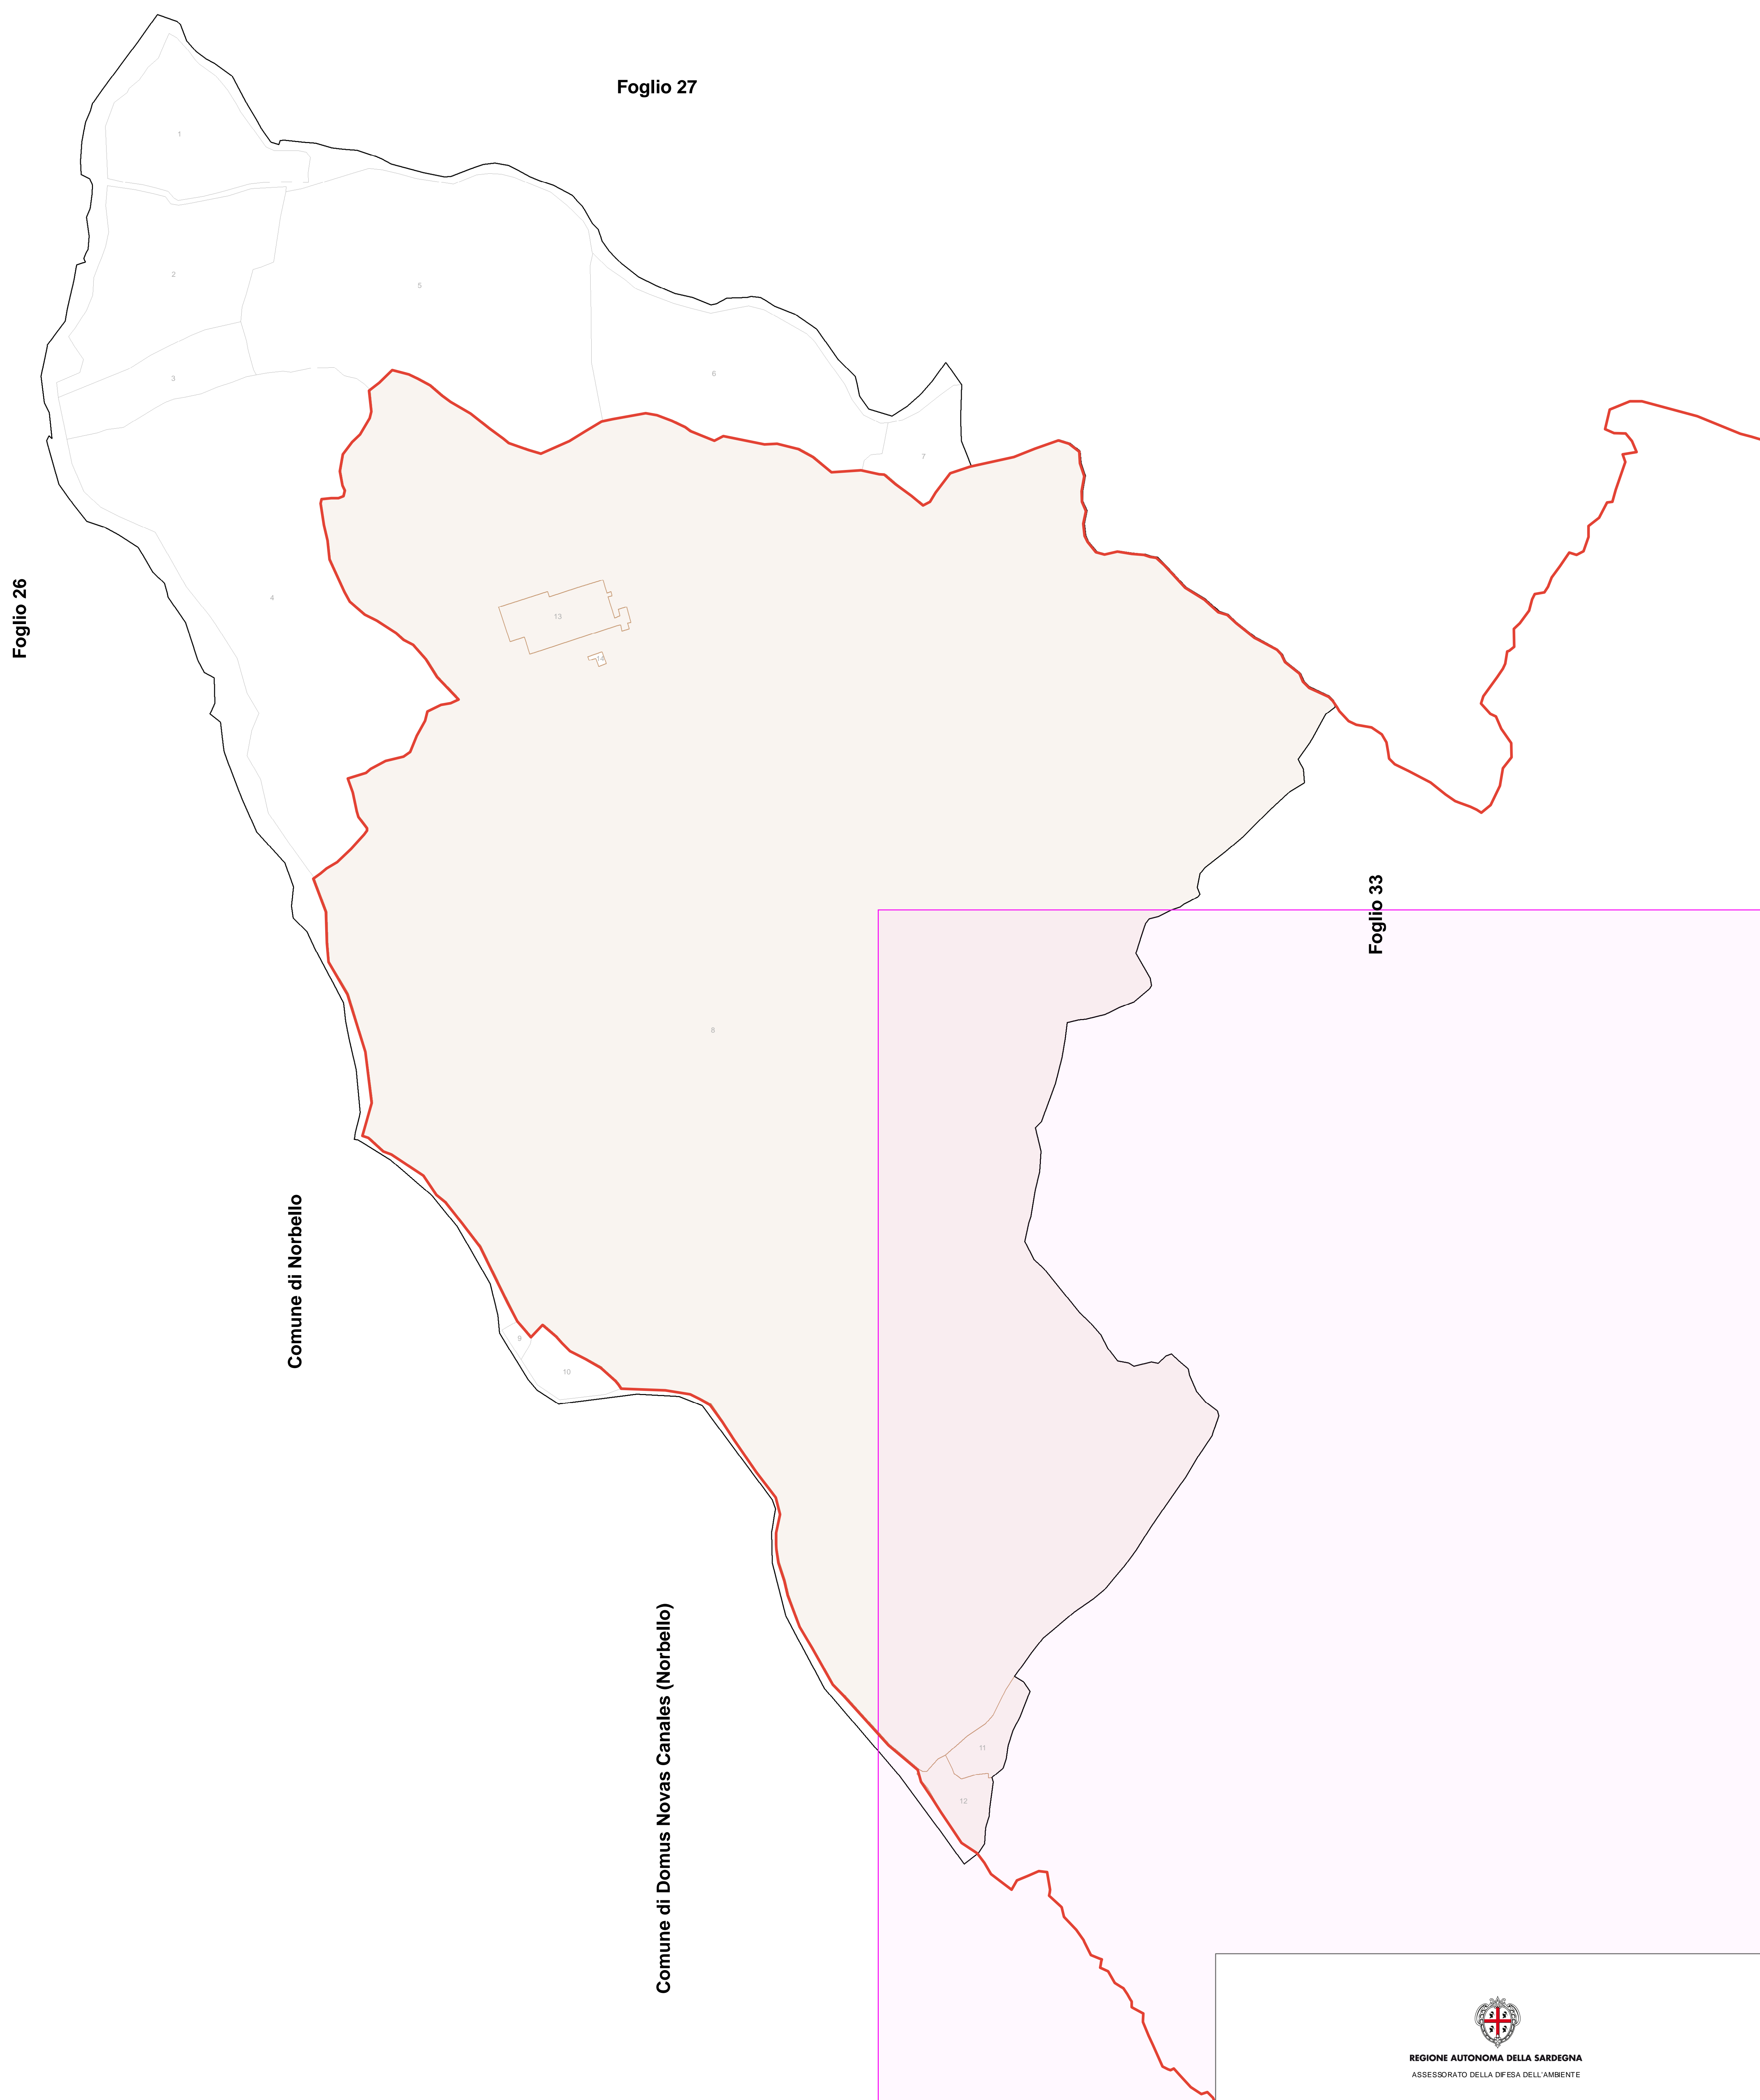 Foglio 27
1
2
5
3
6
7
Foglio 26
4
13
14
Foglio 33
8
Comune di Norbello
9
10
Comune di Domus Novas Canales (Norbello)
11
12
REGIONE AUTONOMA DELLA SARDEGNA
ASSESSORATO DELLA DIFESA DELL'AMBIENTE